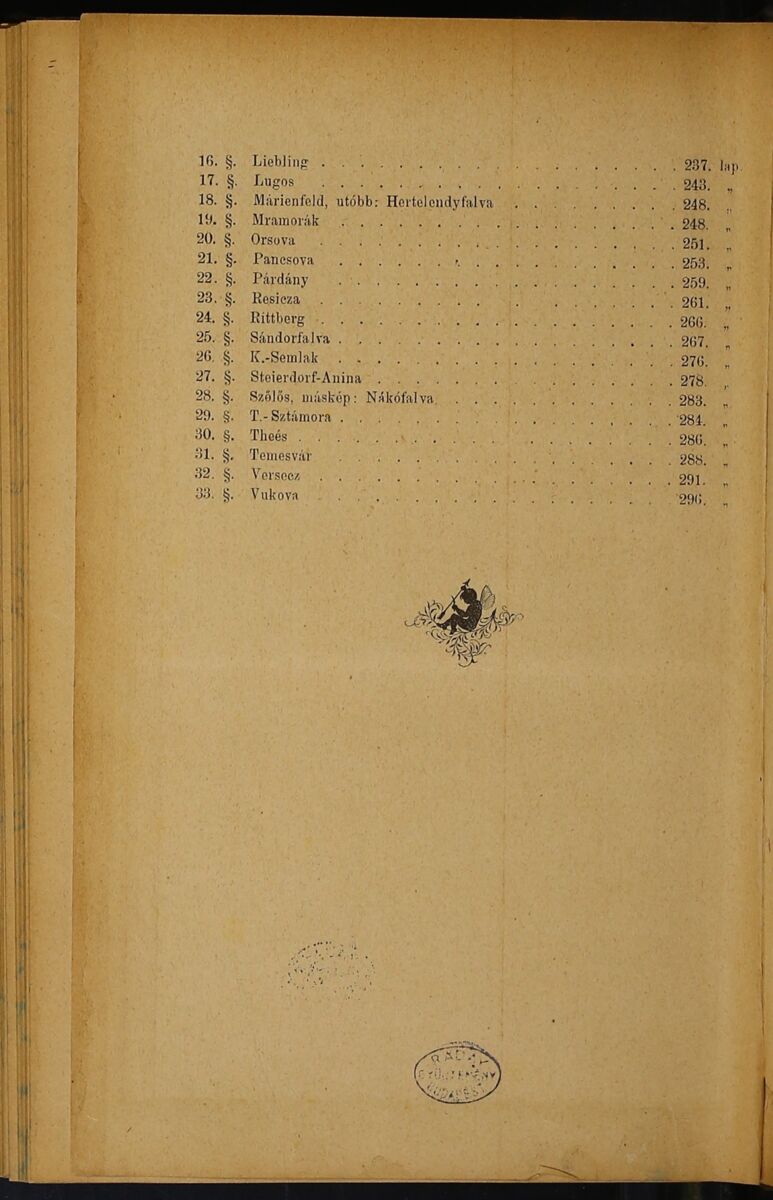 16. §. Liebling . . . . . . . . . . . . . . . . . . . 237. lap.
17. §. Lugos . . . . . . . . . . . . . . . . . . . 243. „
18. §. Márienfeld, utóbb: Hertelendyfalva . . . . . . . . . 248. „
19. §. Mramorák . . . . . . . . . . . . . . . . . . 248. „
20. §. Orsova . . . . . . . . . . . . . . . . . . . 251. „
21. §. Pancsova . . . . . . . . . . . . . . . . . . 253. „
22. §. Párdány . . . . . . . . . . . . . . . . . . 259. „
23. §. Resicza . . . . . . . . . . . . . . . . . . . 261. „
24. §. Rittberg . . . . . . . . . . . . . . . . . . . 266. „
25. §. Sándorfalva . . . . . . . . . . . . . . . . . . 267. „
26. §. K.-Semlak . . . . . . . . . . . . . . . . . . 276. „
27. §. Steierdorf-Anina . . . . . . . . . . . . . . . . 278. „
28. §. Szőlős, máskép: Nákófalva . . . . . . . . . . . . 283. „
29. §. T.-Sztámora . . . . . . . . . . . . . . . . . . 284. „
30. §. Theés . . . . . . . . . . . . . . . . . . . . 286. „
31. §. Temesvár . . . . . . . . . . . . . . . . . . 288. „
32. §. Versecz . . . . . . . . . . . . . . . . . . . 291. „
33. §. Vukova . . . . . . . . . . . . . . . . . . . 296. „
RÁDAY
GYŰJTEMÉNY
BUDAPEST